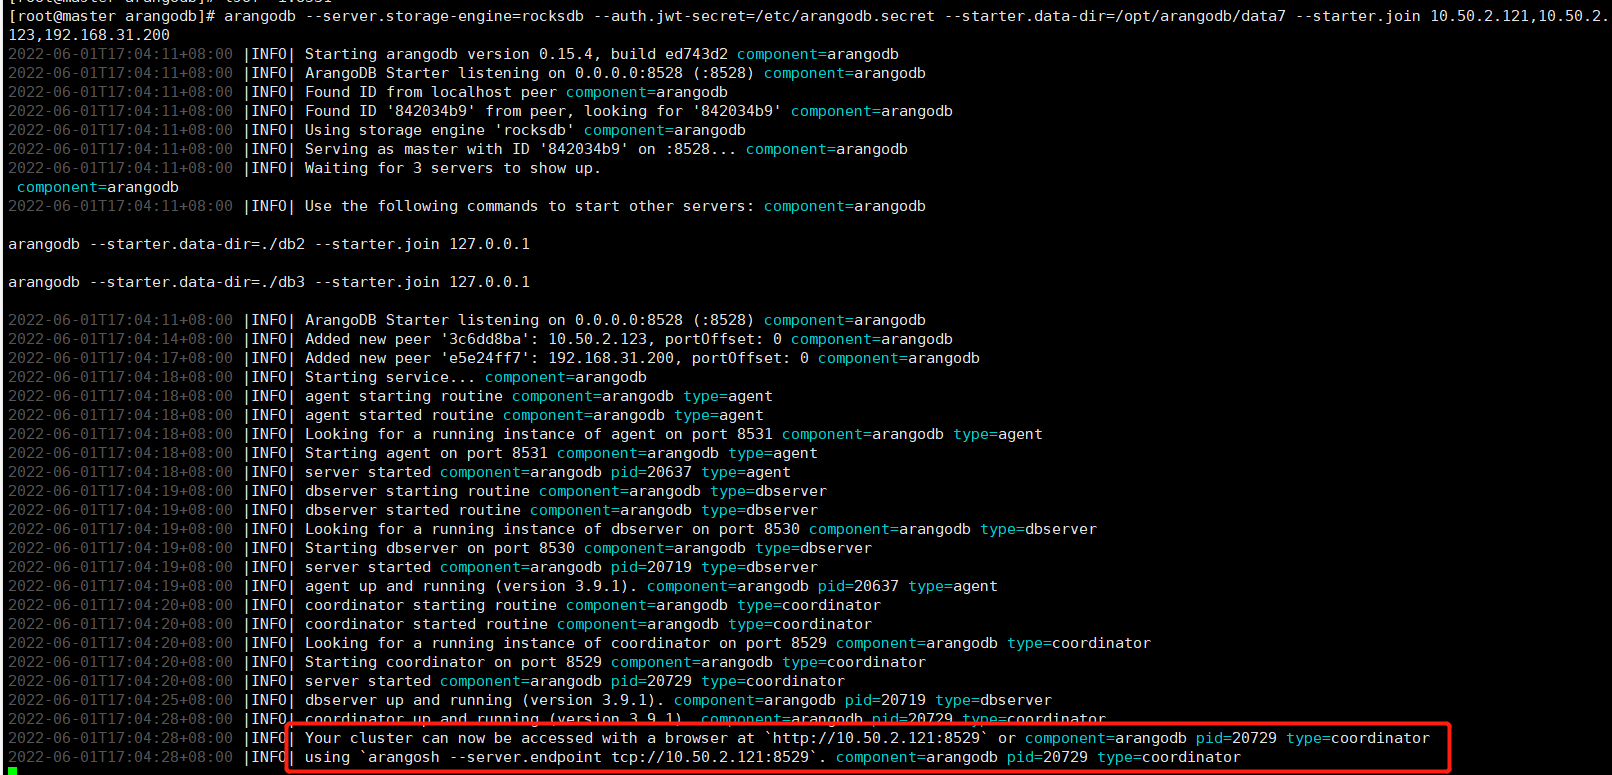 [root@master arangodb]# lsof -i:8531
[root@master arangodb]# arangodb --server.storage-engine=rocksdb --auth.jwt-secret=/etc/arangodb.secret --starter.data-dir=/opt/arangodb/data7 --starter.join 10.50.2.121,10.50.2.
123,192.168.31.200
2022-06-01T17:04:11+08:00 |INFO| Starting arangodb version 0.15.4, build ed743d2 component=arangodb
2022-06-01T17:04:11+08:00 |INFO| ArangoDB Starter listening on 0.0.0.0:8528 (:8528) component=arangodb
2022-06-01T17:04:11+08:00 |INFO| Found ID from localhost peer component=arangodb
2022-06-01T17:04:11+08:00 |INFO| Found ID '842034b9' from peer, looking for '842034b9' component=arangodb
2022-06-01T17:04:11+08:00 |INFO| Using storage engine 'rocksdb' component=arangodb
2022-06-01T17:04:11+08:00 |INFO| Serving as master with ID '842034b9' on :8528... component=arangodb
2022-06-01T17:04:11+08:00 |INFO| Waiting for 3 servers to show up.
component=arangodb
2022-06-01T17:04:11+08:00 |INFO| Use the following commands to start other servers: component=arangodb
arangodb --starter.data-dir=./db2 --starter.join 127.0.0.1
arangodb --starter.data-dir=./db3 --starter.join 127.0.0.1
2022-06-01T17:04:11+08:00 |INFO| ArangoDB Starter listening on 0.0.0.0:8528 (:8528) component=arangodb
2022-06-01T17:04:14+08:00 |INFO| Added new peer '3c6dd8ba': 10.50.2.123, portOffset: 0 component=arangodb
2022-06-01T17:04:17+08:00 |INFO| Added new peer 'e5e24ff7': 192.168.31.200, portOffset: 0 component=arangodb
2022-06-01T17:04:18+08:00 |INFO| Starting service... component=arangodb
2022-06-01T17:04:18+08:00 |INFO| agent starting routine component=arangodb type=agent
2022-06-01T17:04:18+08:00 |INFO| agent started routine component=arangodb type=agent
2022-06-01T17:04:18+08:00 |INFO| Looking for a running instance of agent on port 8531 component=arangodb type=agent
2022-06-01T17:04:18+08:00 |INFO| Starting agent on port 8531 component=arangodb type=agent
2022-06-01T17:04:18+08:00 |INFO| server started component=arangodb pid=20637 type=agent
2022-06-01T17:04:19+08:00 |INFO| dbserver starting routine component=arangodb type=dbserver
2022-06-01T17:04:19+08:00 |INFO| dbserver started routine component=arangodb type=dbserver
2022-06-01T17:04:19+08:00 |INFO| Looking for a running instance of dbserver on port 8530 component=arangodb type=dbserver
2022-06-01T17:04:19+08:00 |INFO| Starting dbserver on port 8530 component=arangodb type=dbserver
2022-06-01T17:04:19+08:00 |INFO| server started component=arangodb pid=20719 type=dbserver
2022-06-01T17:04:19+08:00 |INFO| agent up and running (version 3.9.1). component=arangodb pid=20637 type=agent
2022-06-01T17:04:20+08:00 |INFO| coordinator starting routine component=arangodb type=coordinator
2022-06-01T17:04:20+08:00 |INFO| coordinator started routine component=arangodb type=coordinator
2022-06-01T17:04:20+08:00 |INFO| Looking for a running instance of coordinator on port 8529 component=arangodb type=coordinator
2022-06-01T17:04:20+08:00 |INFO| Starting coordinator on port 8529 component=arangodb type=coordinator
2022-06-01T17:04:20+08:00 |INFO| server started component=arangodb pid=20729 type=coordinator
2022-06-01T17:04:25+08:00 |INFO| dbserver up and running (version 3.9.1). component=arangodb pid=20719 type=dbserver
2022-06-01T17:04:28+08:00 |INFO| coordinator up and running (version 3.9.1). component=arangodb pid=20729 type=coordinator
2022-06-01T17:04:28+08:00 |INFO| Your cluster can now be accessed with a browser at `http://10.50.2.121:8529` or component=arangodb pid=20729 type=coordinator
2022-06-01T17:04:28+08:00 |INFO| using `arangosh --server.endpoint tcp://10.50.2.121:8529`. component=arangodb pid=20729 type=coordinator